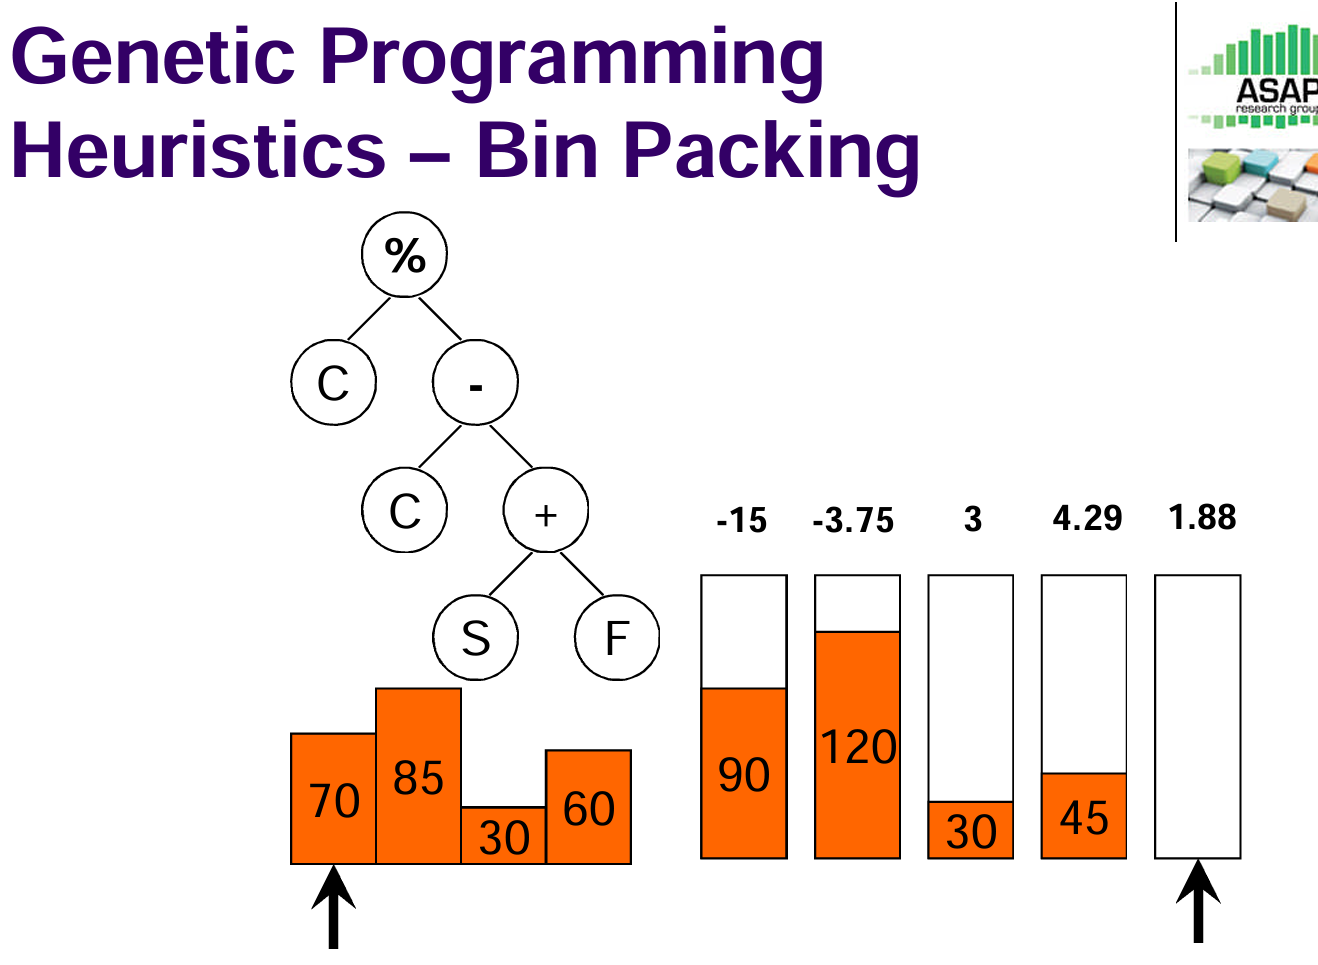 Genetic Programming
Heuristics – Bin Packing
ASAP
research group
%
C
-
C
+
S
F
-15 -3.75 3 4.29 1.88
70 85 30 60
90 120 30 45